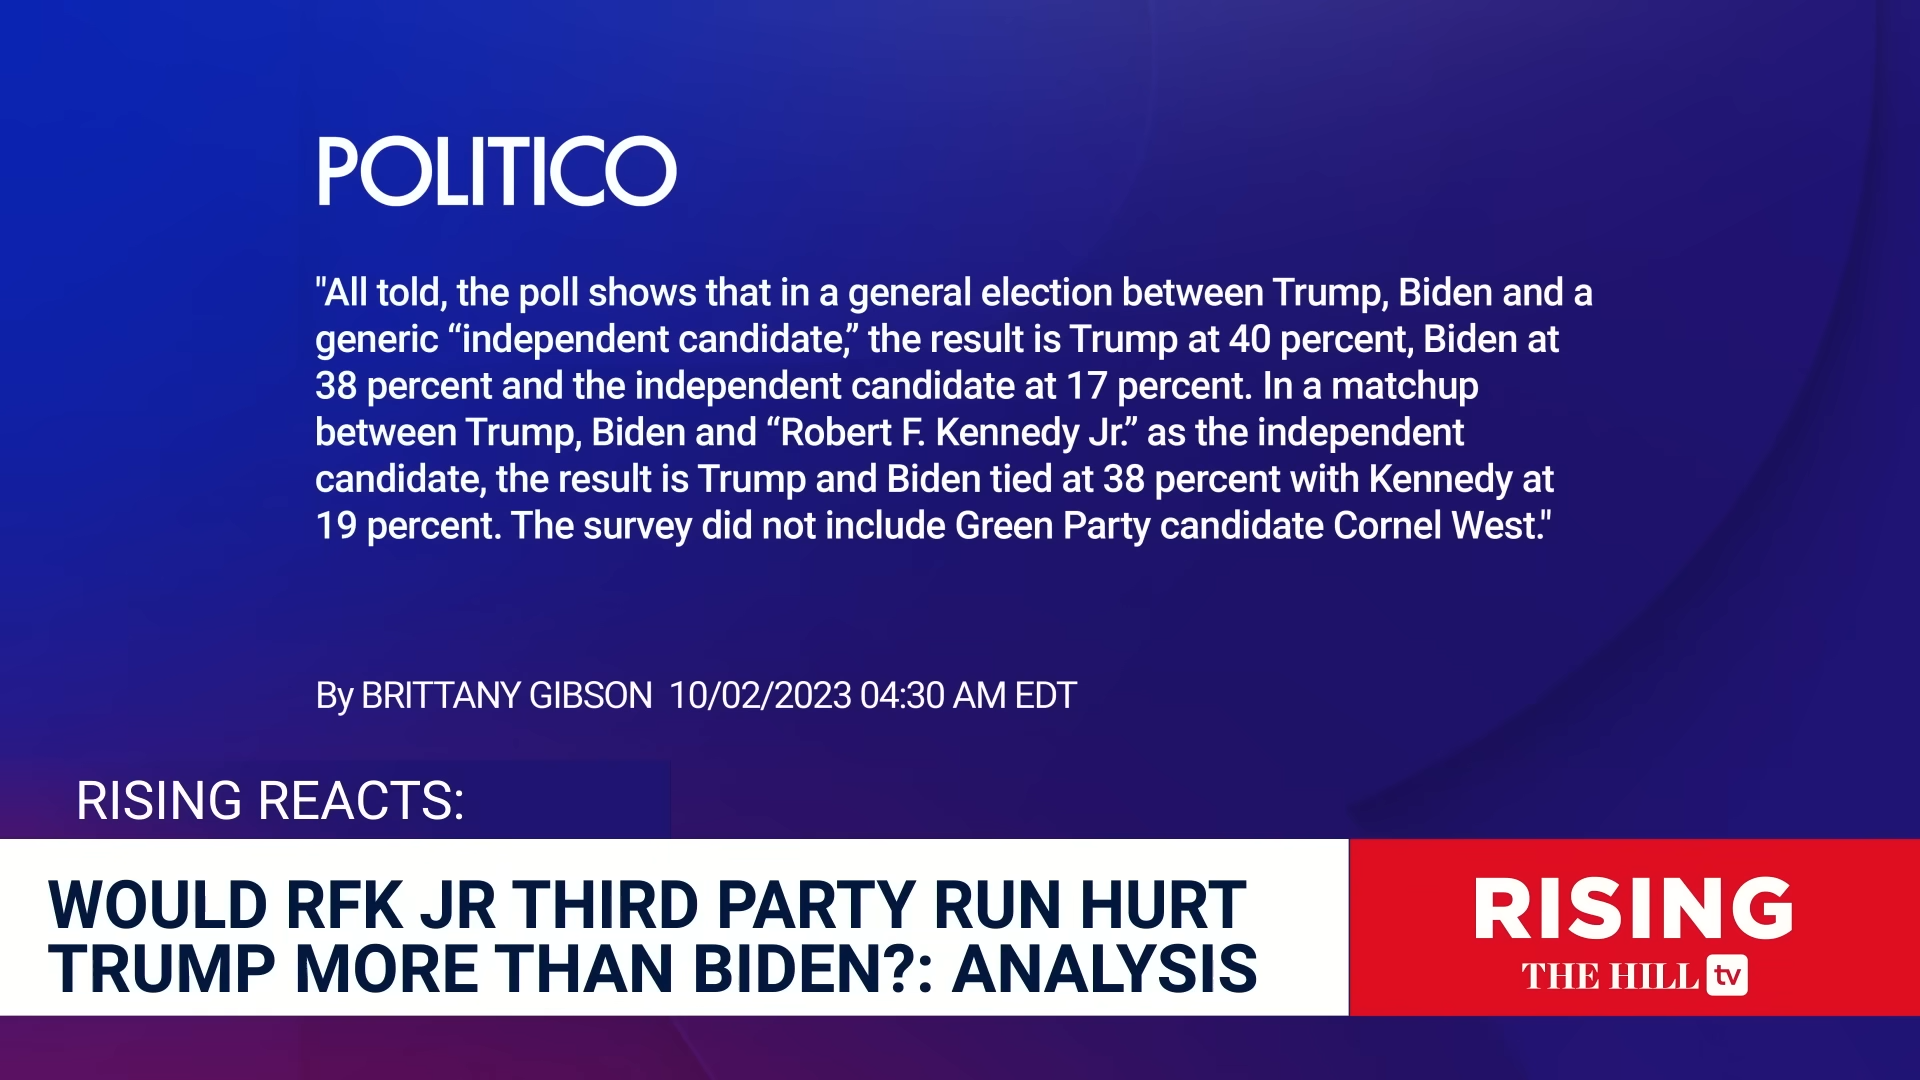 POLITICO
"All told, the poll shows that in a general election between Trump, Biden and a
generic “independent candidate,” the result is Trump at 40 percent, Biden at
38 percent and the independent candidate at 17 percent. In a matchup
between Trump, Biden and “Robert F. Kennedy Jr.” as the independent
candidate, the result is Trump and Biden tied at 38 percent with Kennedy at
19 percent. The survey did not include Green Party candidate Cornel West."
By BRITTANY GIBSON 10/02/2023 04:30 AM EDT
RISING REACTS:
WOULD RFK JR THIRD PARTY RUN HURT
TRUMP MORE THAN BIDEN?: ANALYSIS
RISING
THE HILL tv